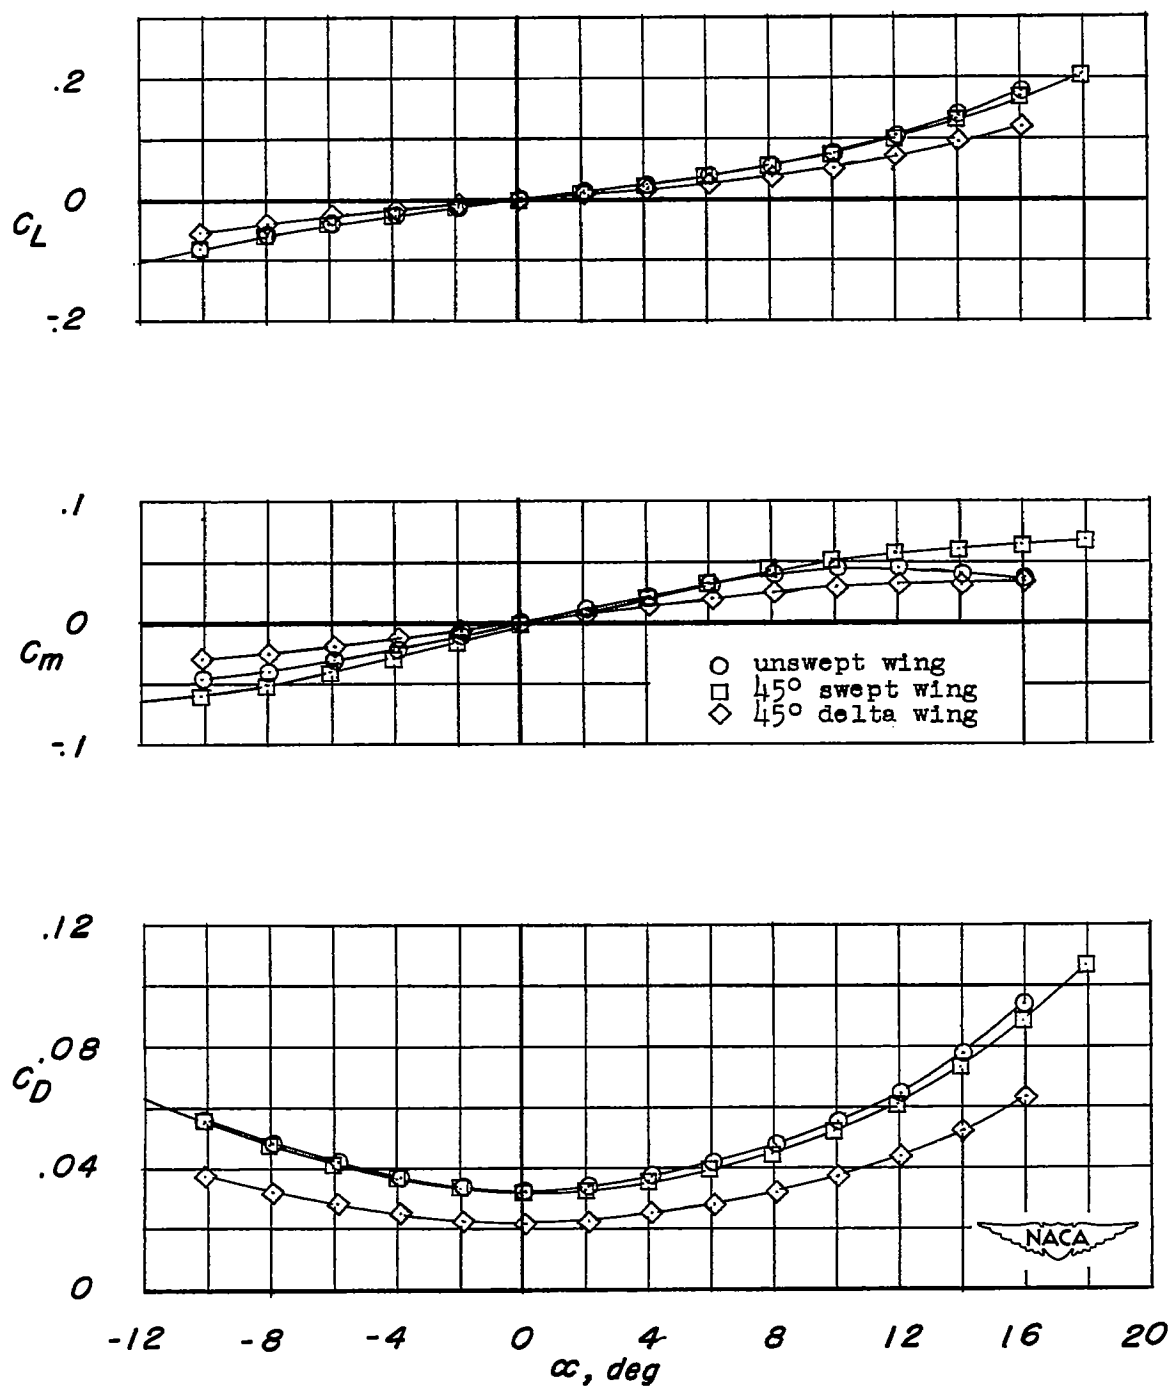 .2
0
C_L
-.2
.1
0
C_m
-.1
○ unswept wing
□ 45° swept wing
◇ 45° delta wing
.12
.08
C_D
.04
0
NACA
-12 -8 -4 0 4 8 12 16 20
α, deg